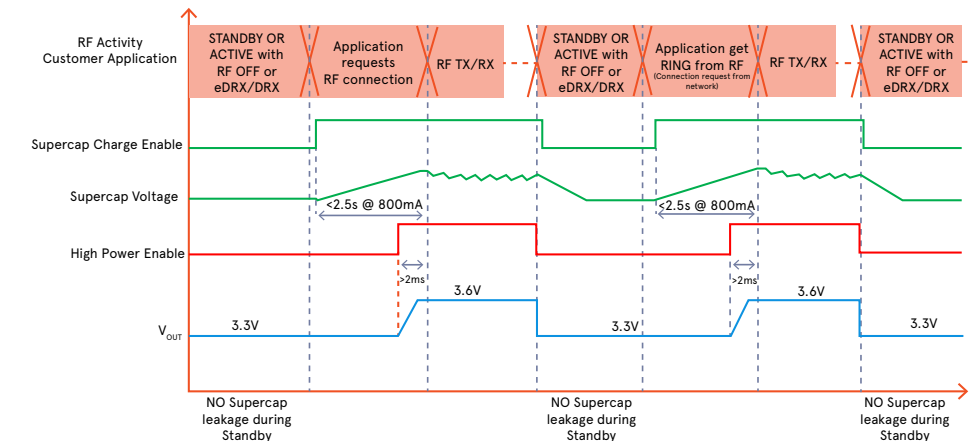 RF Activity
Customer Application
STANDBY OR
ACTIVE with
RF OFF or
eDRX/DRX
Application
requests
RF connection
RF TX/RX
STANDBY OR
ACTIVE with
RF OFF or
eDRX/DRX
Application get
RING from RF
(Connection request from
network)
RF TX/RX
STANDBY OR
ACTIVE with
RF OFF or
eDRX/DRX
Supercap Charge Enable
Supercap Voltage
<2.5s @ 800mA
<2.5s @ 800mA
High Power Enable
>2ms
>2ms
3.6V
3.6V
VOUT
3.3V
3.3V
3.3V
NO Supercap
leakage during
Standby
NO Supercap
leakage during
Standby
NO Supercap
leakage during
Standby